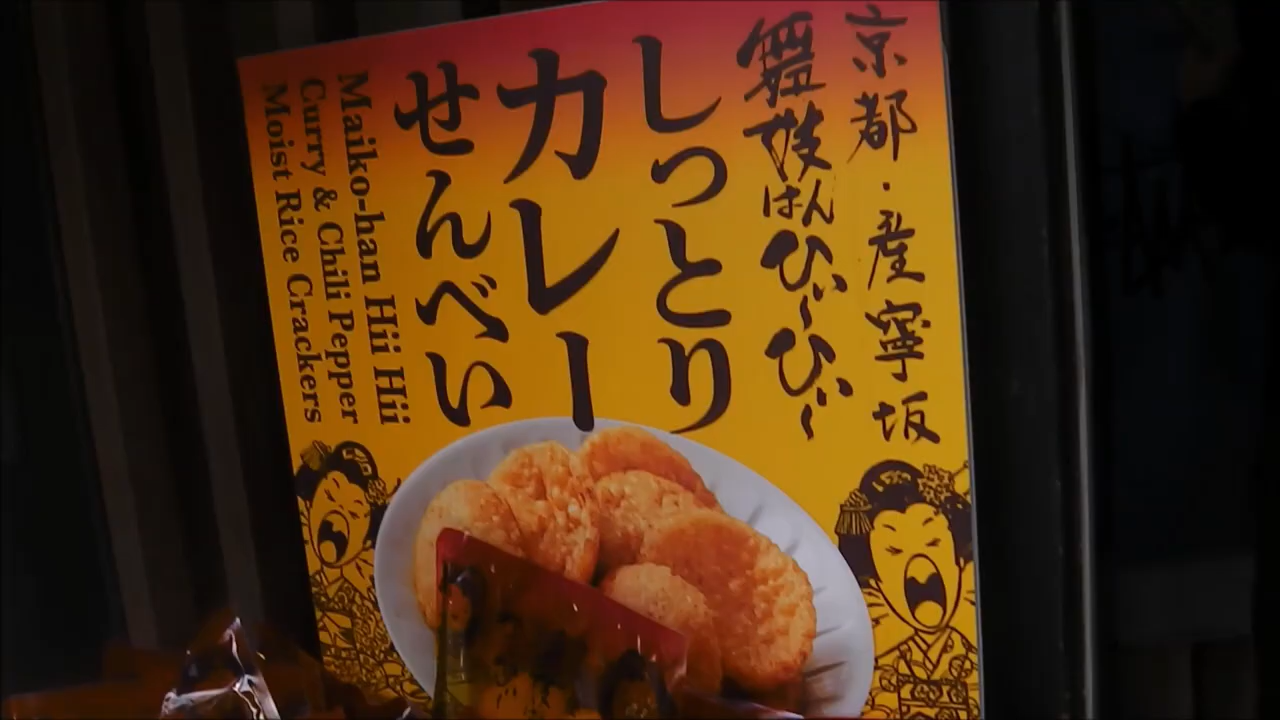 京都・産寧坂
舞妓はんひぃ〜ひぃ〜
しっとり
カレー
せんべい
Maiko-han Hii Hii
Curry & Chili Pepper
Moist Rice Crackers